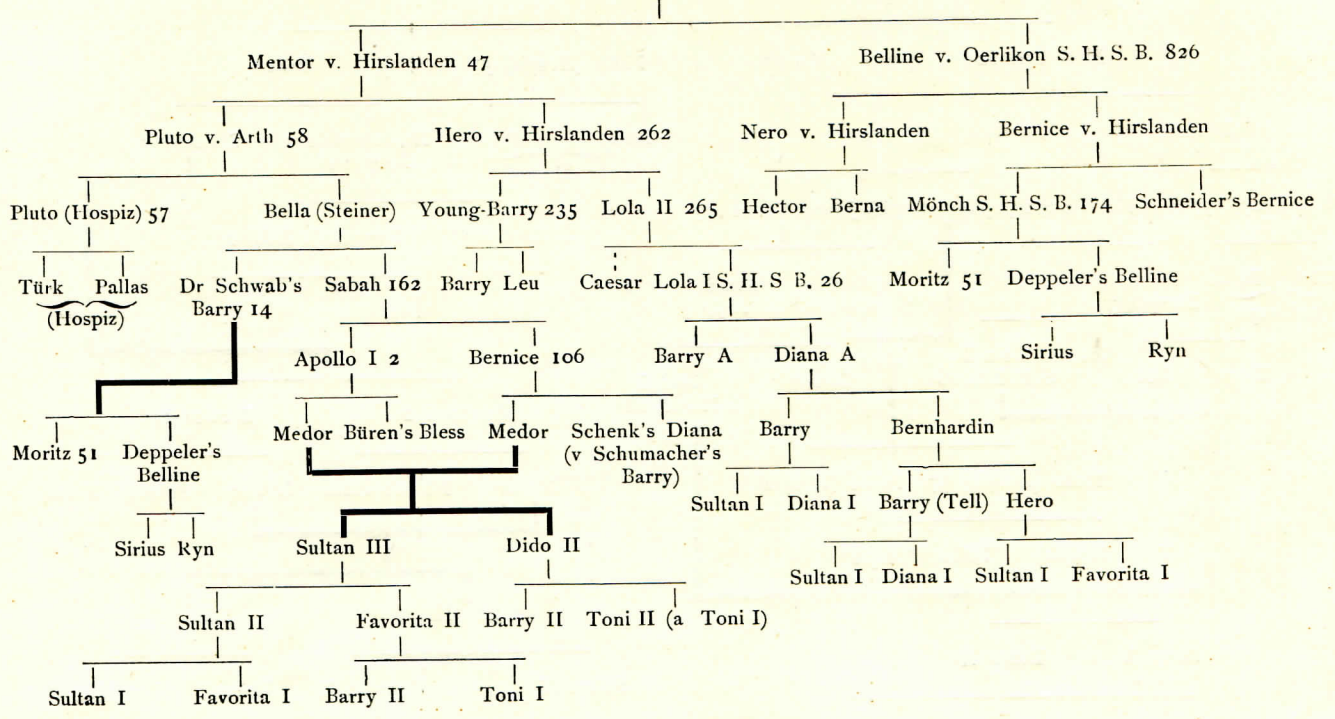 Mentor v. Hirslanden 47 Belline v. Oerlikon S. H. S. B. 826
Pluto v. Arth 58 Hero v. Hirslanden 262 Nero v. Hirslanden Bernice v. Hirslanden
Pluto (Hospiz) 57 Bella (Steiner) Young-Barry 235 Lola II 265 Hector Berna Mönch S. H. S. B. 174 Schneider's Bernice
Türk Pallas Dr Schwab's Sabah 162 Barry Leu Caesar Lola I S. H. S B. 26 Moritz 51 Deppeler's Belline
(Hospiz) Barry 14
Apollo I 2 Bernice 106 Barry A Diana A Sirius Ryn
Moritz 51 Deppeler's Medor Büren's Bless Medor Schenk's Diana Barry Bernhardin
Belline (v Schumacher's
Barry)
Sultan I Diana I Barry (Tell) Hero
Sirius Ryn Sultan III Dido II
Sultan I Diana I Sultan I Favorita I
Sultan II Favorita II Barry II Toni II (a Toni I)
Sultan I Favorita I Barry II Toni I